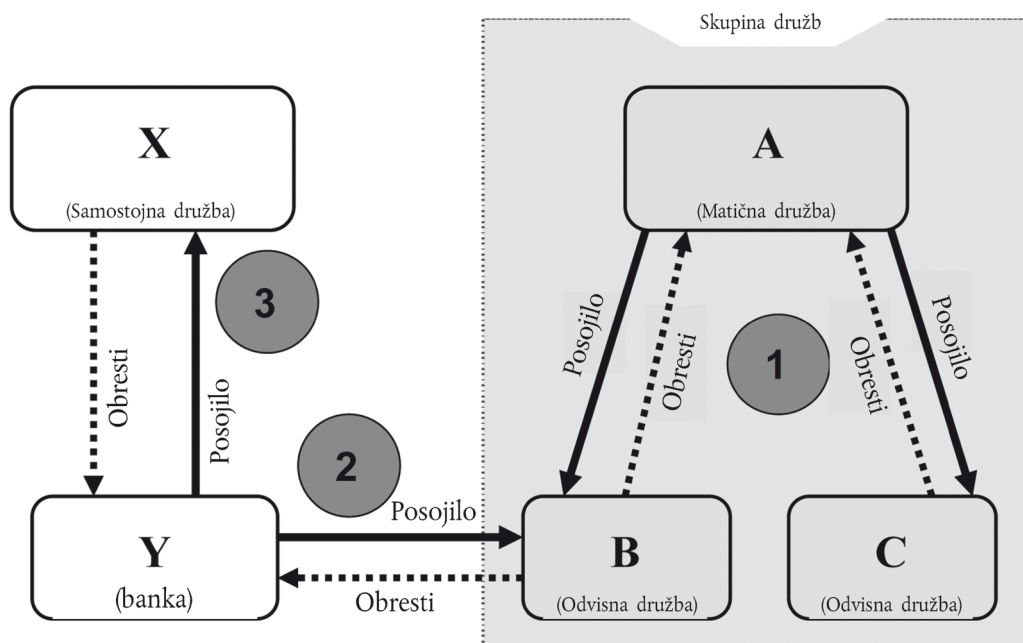 Skupina družb
X
(Samostojna družba)
A
(Matična družba)
3
Obresti
Posojilo
Posojilo
Obresti
1
Obresti
Posojilo
2
Posojilo
Y
(banka)
Obresti
B
(Odvisna družba)
C
(Odvisna družba)